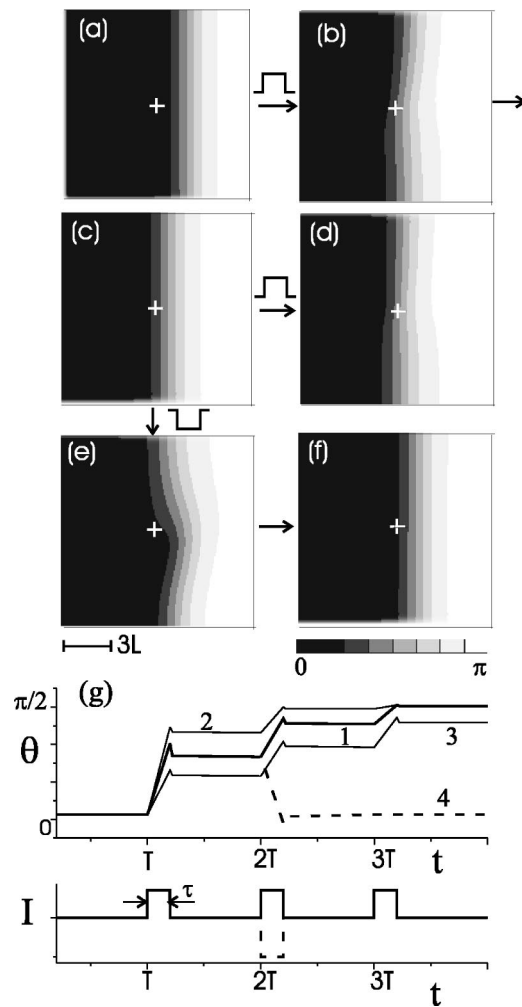 (a)
(b)
(c)
(d)
(e)
(f)
3L
0 π
(g)
π/2
θ
0
2
1
3
4
T 2T 3T t
I
τ
T 2T 3T t